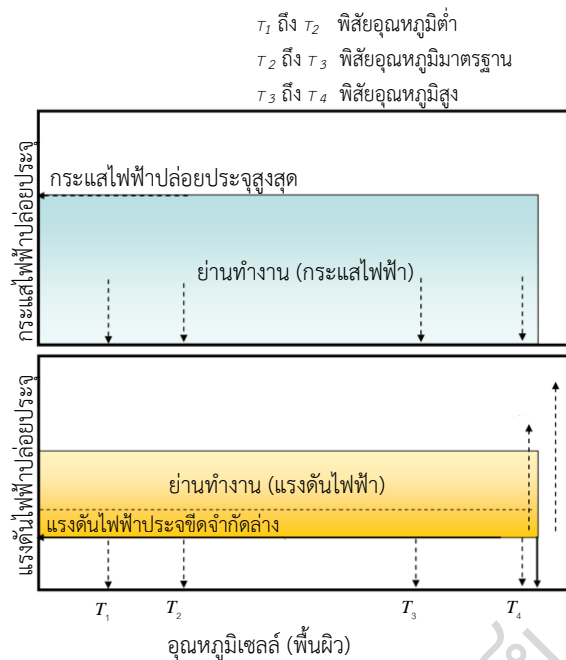 T1 ถึง T2 พิสัยอุณหภูมิต่ำ
T2 ถึง T3 พิสัยอุณหภูมิมาตรฐาน
T3 ถึง T4 พิสัยอุณหภูมิสูง
กระแสไฟฟ้าปล่อยประจุ
กระแสไฟฟ้าปล่อยประจุสูงสุด
ย่านทำงาน (กระแสไฟฟ้า)
แรงดันไฟฟ้าปล่อยประจุ
ย่านทำงาน (แรงดันไฟฟ้า)
แรงดันไฟฟ้าประจุขีดจำกัดล่าง
T1 T2 T3 T4
อุณหภูมิเซลล์ (พื้นผิว)